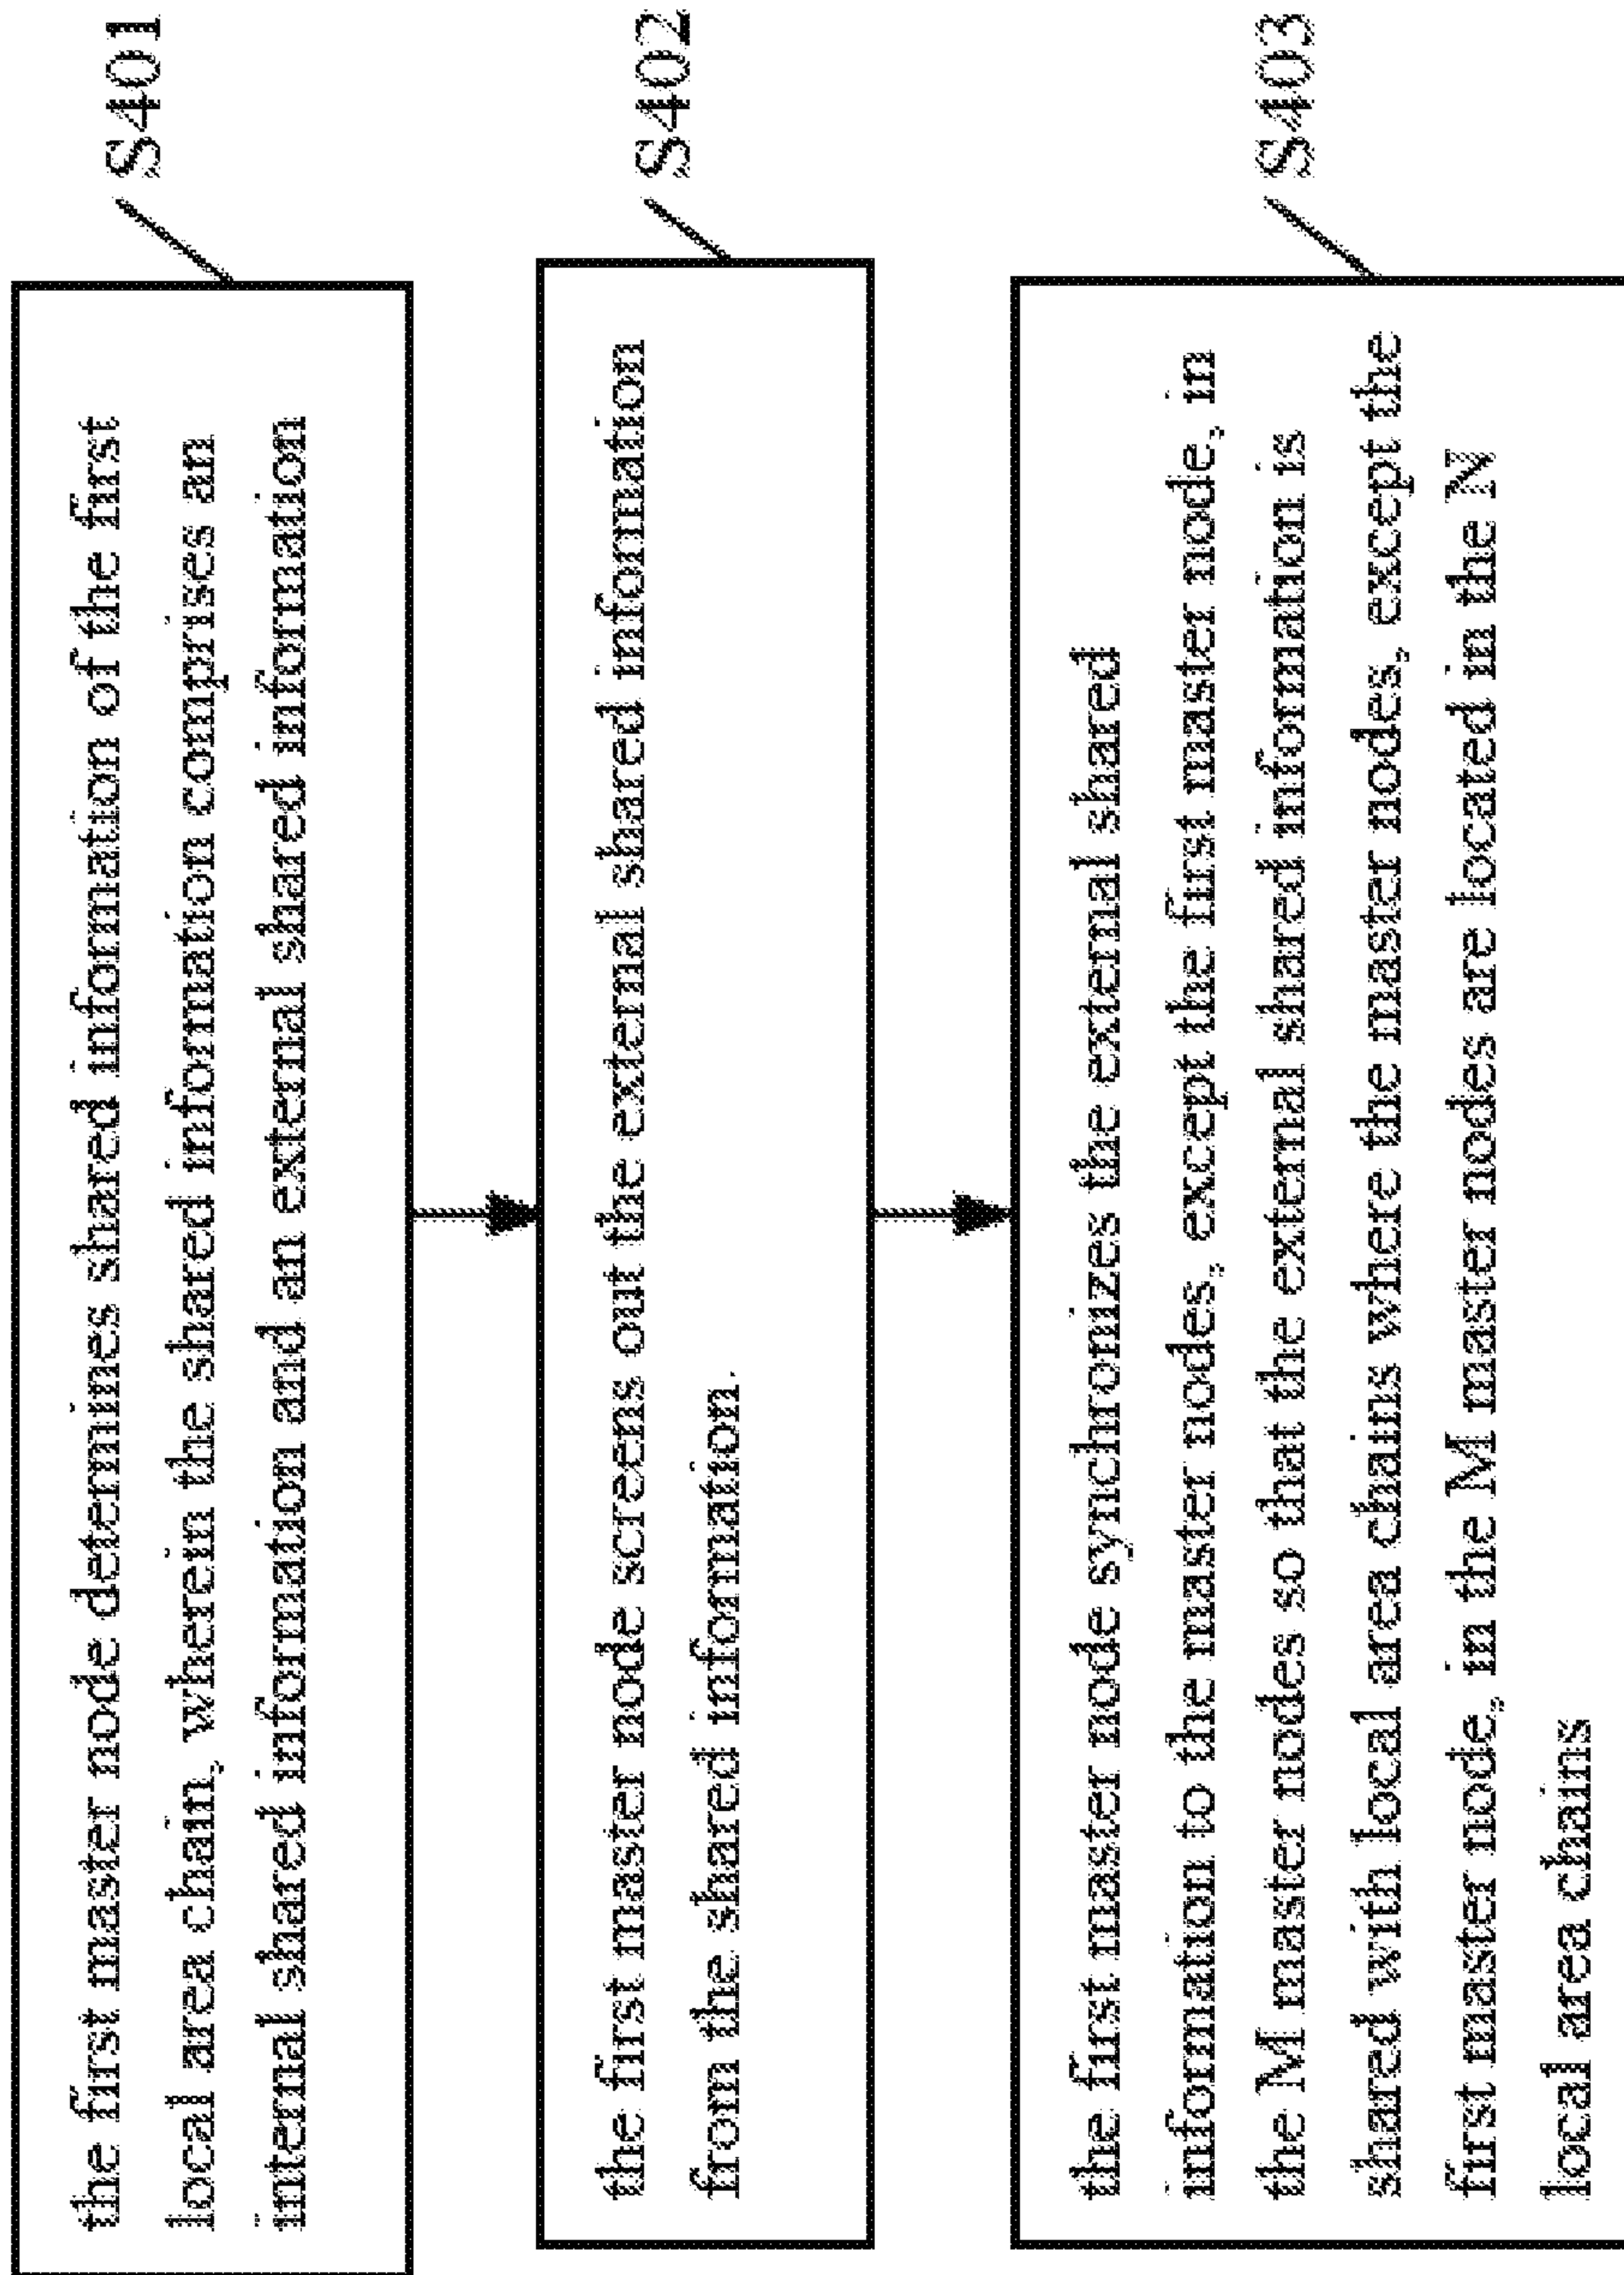 the first master node determines shared information of the first
local area chain, wherein the shared information comprises an
internal shared information and an external shared information
S401
the first master node screens out the external shared information
from the shared information.
S402
the first master node synchronizes the external shared
information to the master nodes, except the first master node, in
the M master nodes so that the external shared information is
shared with local area chains where the master nodes, except the
first master node, in the M master nodes are located in the N
local area chains
S403